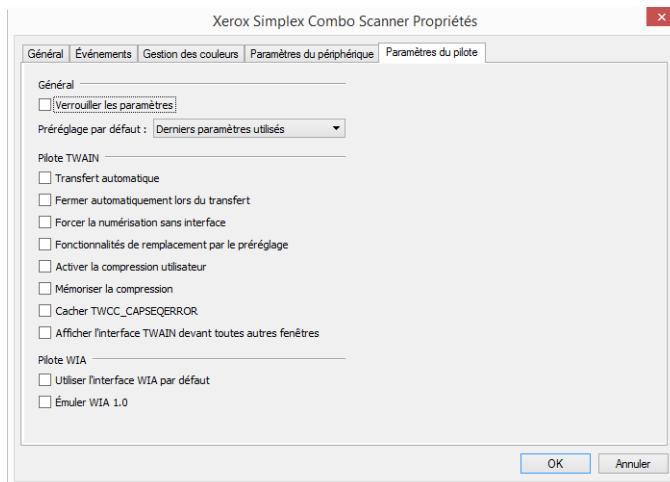 Xerox Simplex Combo Scanner Propriétés
Général Événements Gestion des couleurs Paramètres du périphérique Paramètres du pilote
Général
Verrouiller les paramètres
Préréglage par défaut : Derniers paramètres utilisés
Pilote TWAIN
Transfert automatique
Fermer automatiquement lors du transfert
Forcer la numérisation sans interface
Fonctionnalités de remplacement par le préréglage
Activer la compression utilisateur
Mémoriser la compression
Cacher TWCC_CAPSEQERROR
Afficher l'interface TWAIN devant toutes autres fenêtres
Pilote WIA
Utiliser l'interface WIA par défaut
Émuler WIA 1.0
OK Annuler